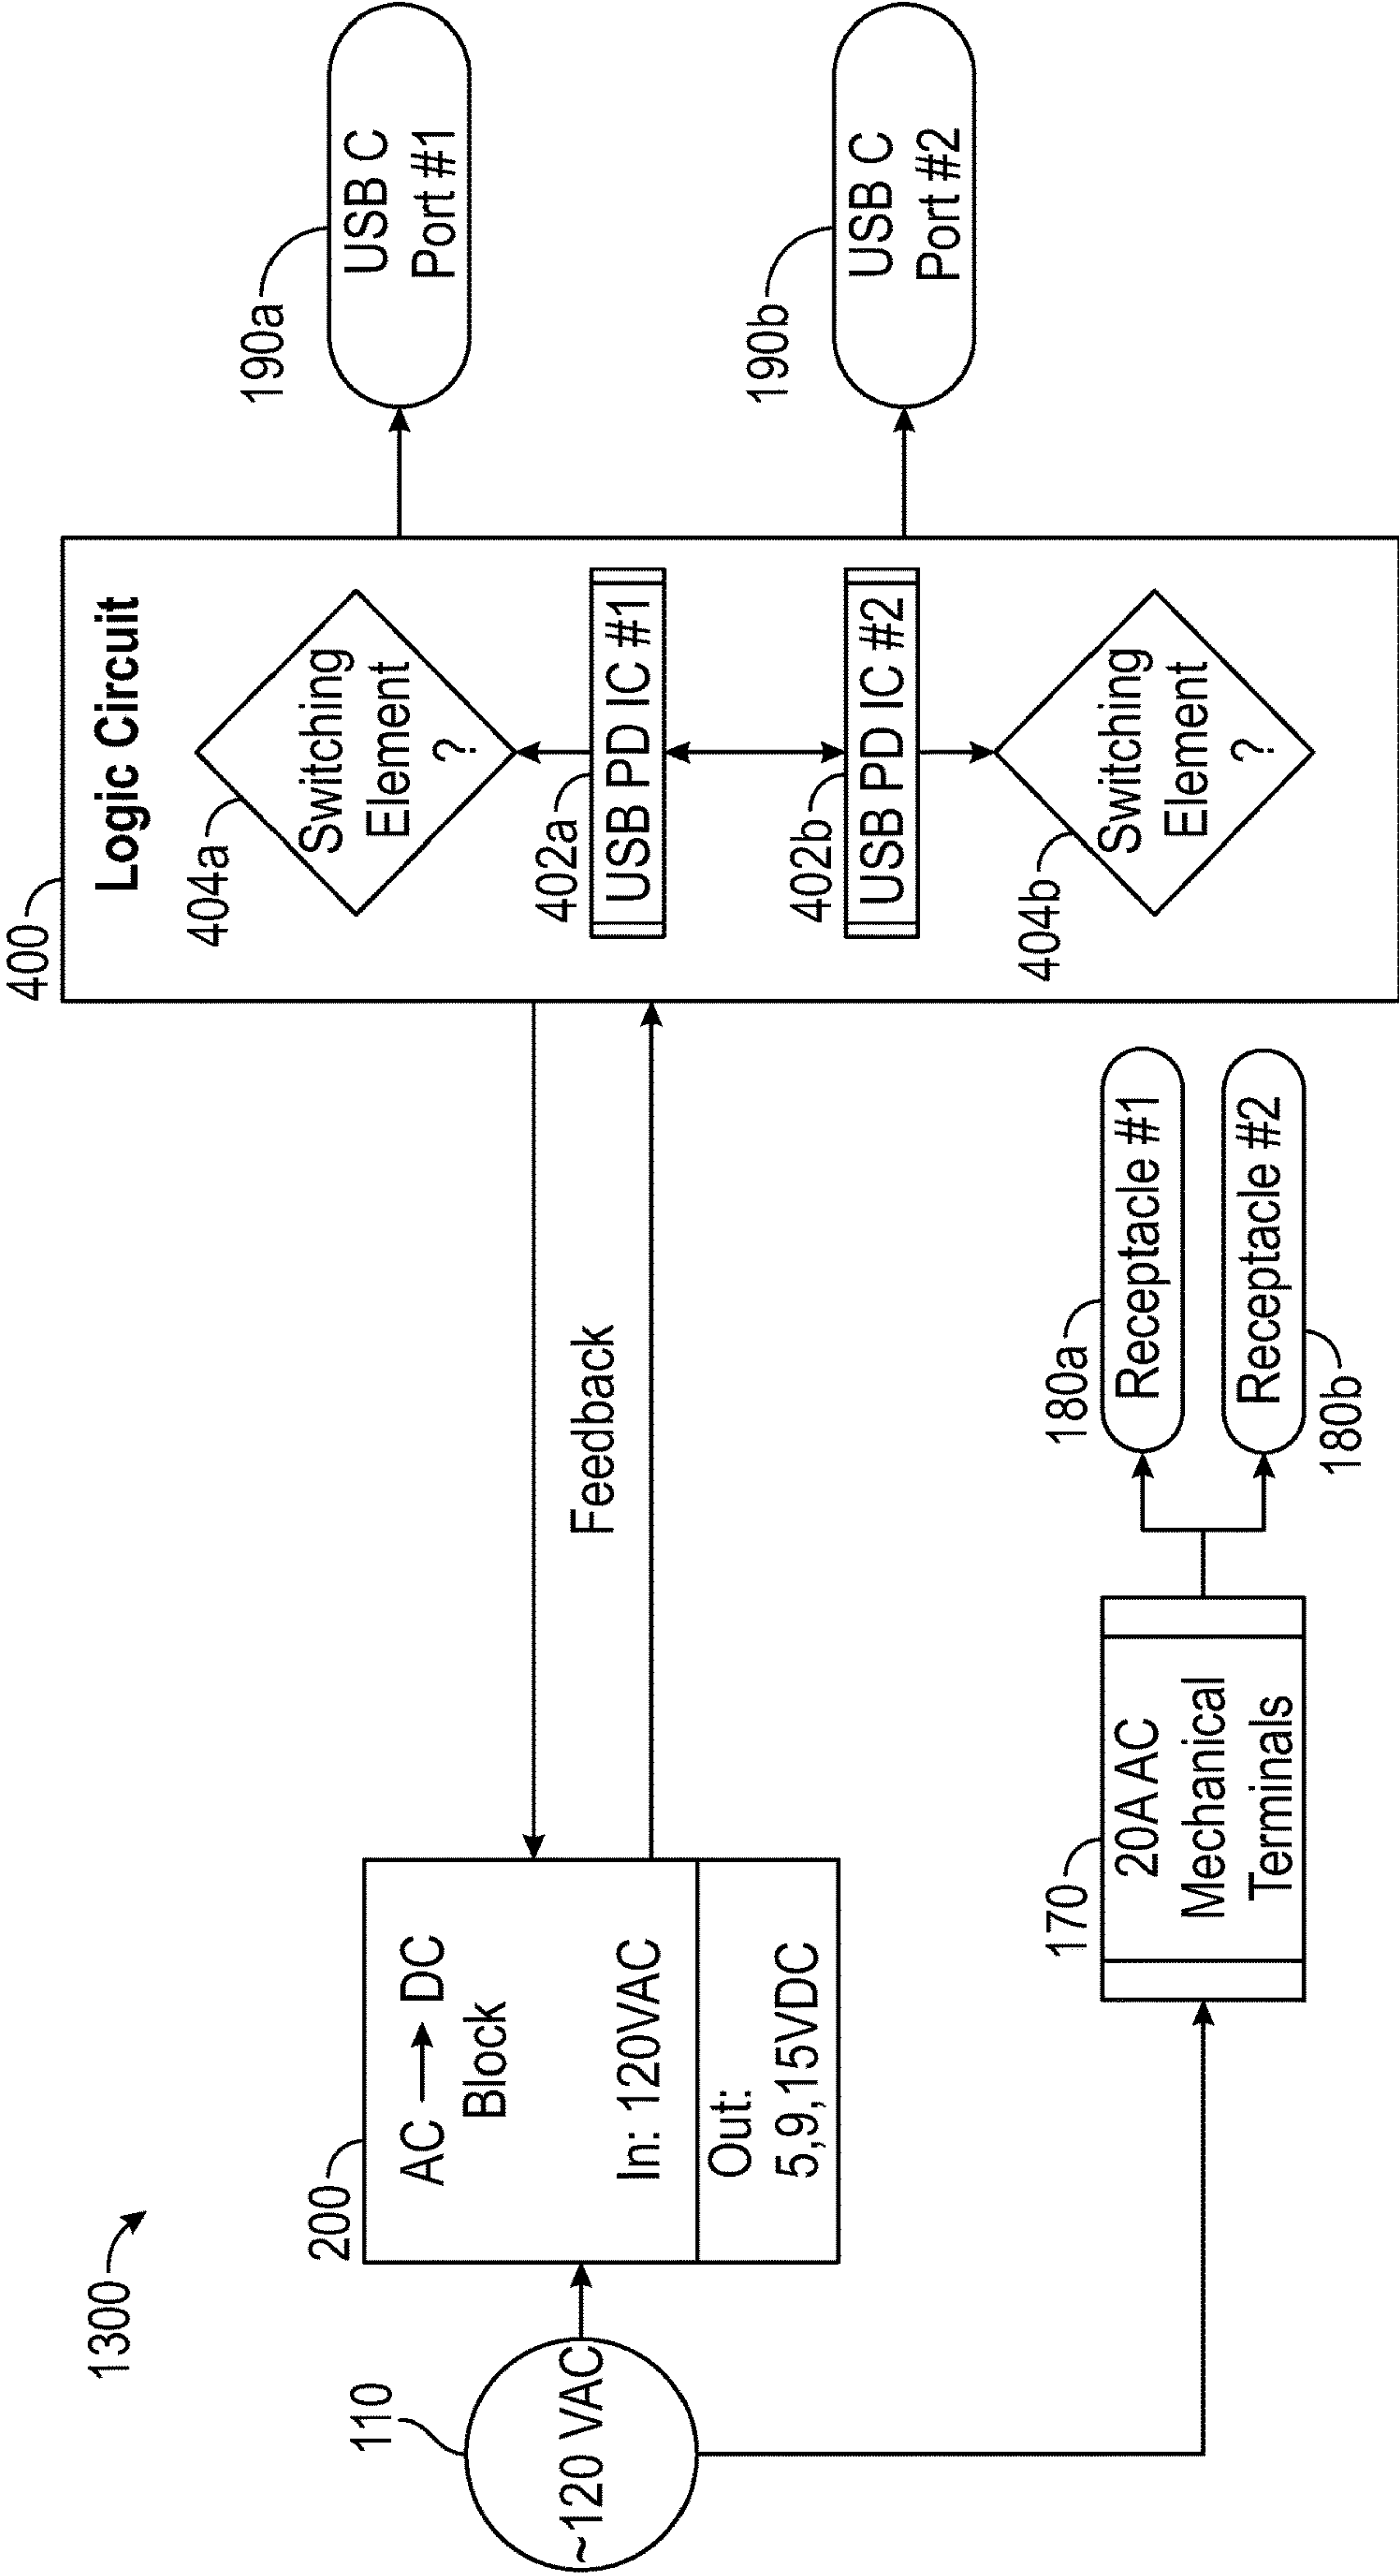 1300
110
~120 VAC
200
AC → DC
Block
In: 120VAC
Out:
5,9,15VDC
Feedback
170
20A AC
Mechanical
Terminals
180a
Receptacle #1
Receptacle #2
180b
400
Logic Circuit
404a
Switching
Element
?
402a
USB PD IC #1
402b
USB PD IC #2
404b
Switching
Element
?
190a
USB C
Port #1
190b
USB C
Port #2